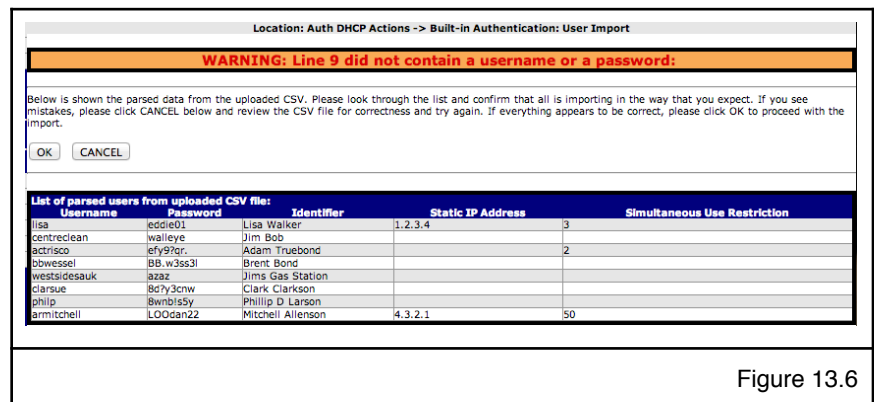 Location: Auth DHCP Actions -> Built-in Authentication: User Import
WARNING: Line 9 did not contain a username or a password:
Below is shown the parsed data from the uploaded CSV. Please look through the list and confirm that all is importing in the way that you expect. If you see
mistakes, please click CANCEL below and review the CSV file for correctness and try again. If everything appears to be correct, please click OK to proceed with the
import.
OK CANCEL
List of parsed users from uploaded CSV file:
Username Password Identifier Static IP Address Simultaneous Use Restriction
lisa eddie01 Lisa Walker 1.2.3.4 3
centreclean walleye Jim Bob
actrisco efy9?qr. Adam Truebond 2
bbwessel BB.w3ss3l Brent Bond
westsidesauk azaz Jims Gas Station
clarsue 8d?y3cnw Clark Clarkson
philp 8wnb!s5y Phillip D Larson
armitchell LOOdan22 Mitchell Allenson 4.3.2.1 50
Figure 13.6